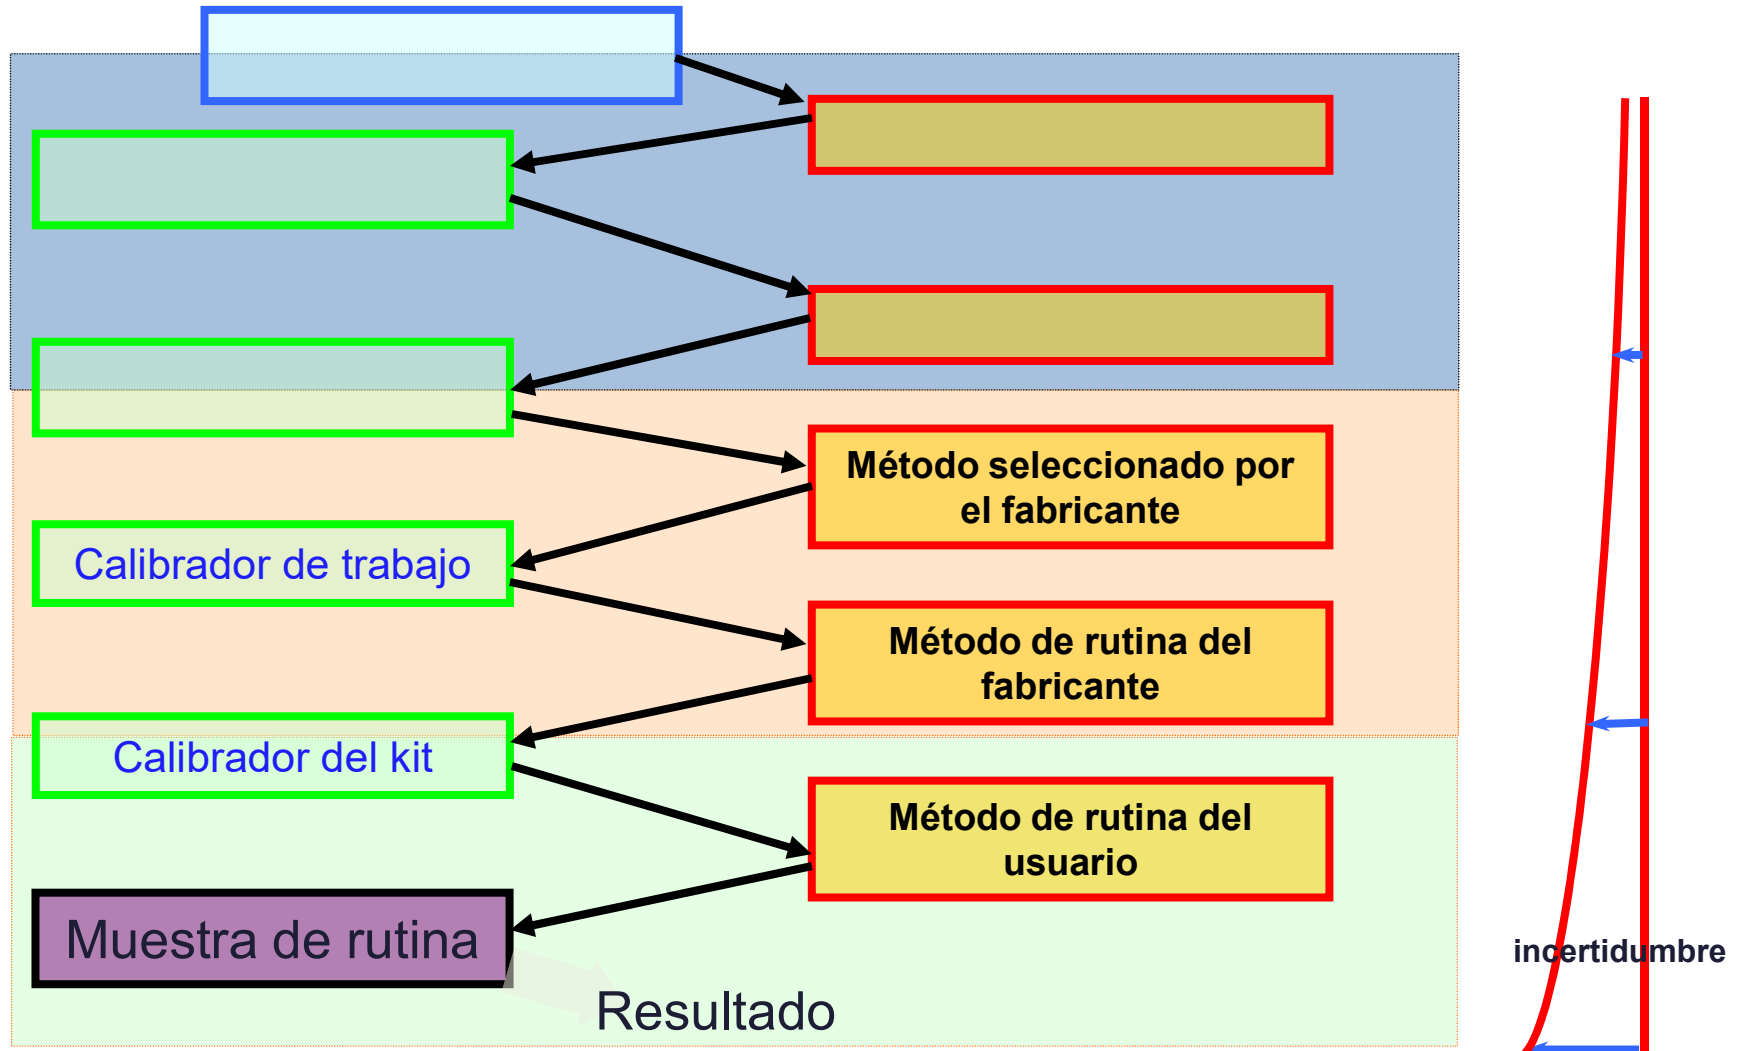 Método seleccionado por
el fabricante
Calibrador de trabajo
Método de rutina del
fabricante
Calibrador del kit
Método de rutina del
usuario
Muestra de rutina
incertidumbre
Resultado